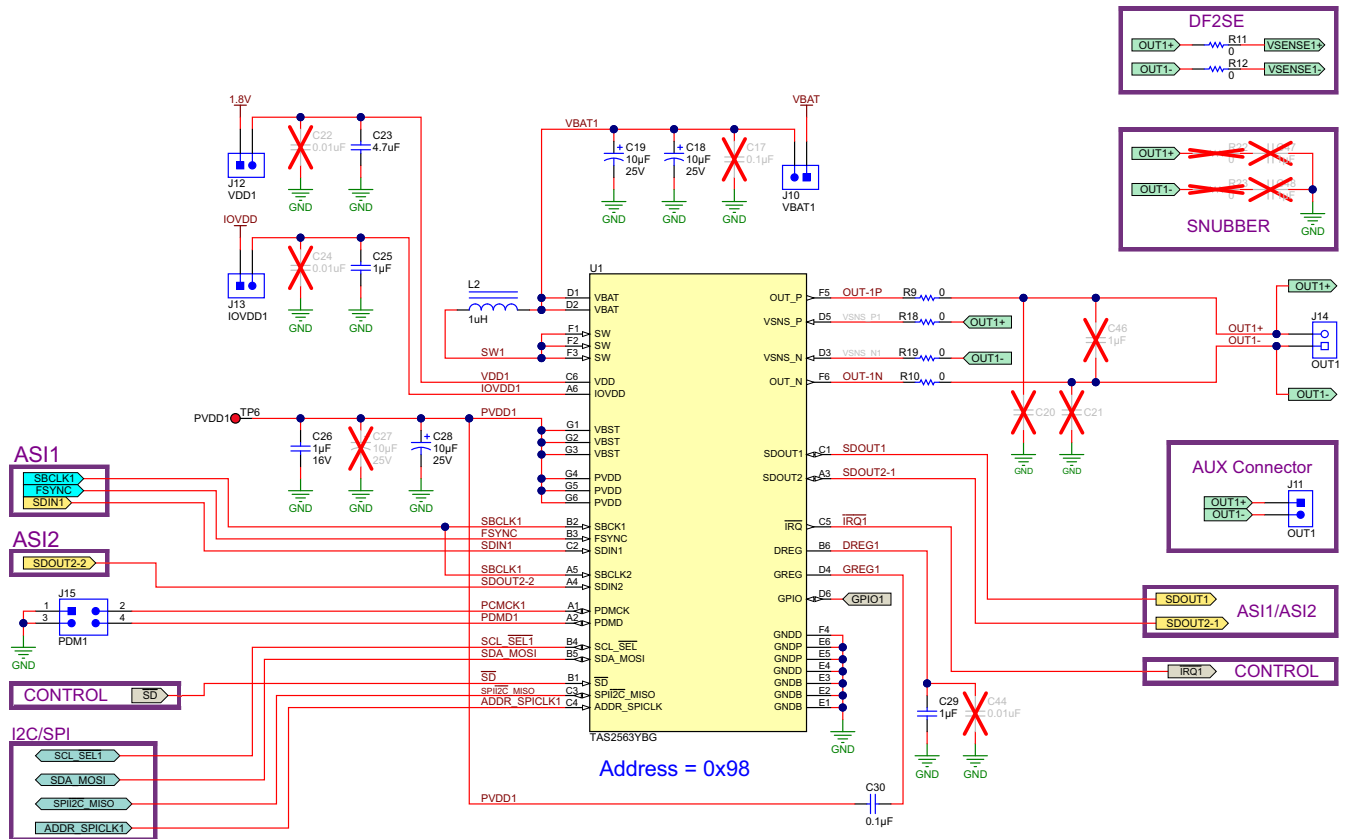 DF2SE
OUT1+ R11 0 VSENSE1+
OUT1- R12 0 VSENSE1-
1.8V
C22 0.01uF
C23 4.7uF
J12
VDD1
GND GND
VBAT
VBAT1
C19 10µF 25V
C18 10µF 25V
C17 0.1µF
J10
VBAT1
GND GND GND
OUT1+
OUT1-
GND
SNUBBER
IOVDD
C24 0.01uF
C25 1µF
J13
IOVDD1
GND GND
L2
1uH
SW1
VDD1
IOVDD1
PVDD1 TP6 PVDD1
C26 1µF 16V
C27 10µF 25V
C28 10µF 25V
GND GND GND
U1
D1 VBAT
D2 VBAT
F1 SW
F2 SW
F3 SW
C6 VDD
A6 IOVDD
G1 VBST
G2 VBST
G3 VBST
G4 PVDD
G5 PVDD
G6 PVDD
SBCLK1 B2 SBCK1
FSYNC B3 FSYNC
SDIN1 C2 SDIN1
SBCLK1 A5 SBCLK2
SDOUT2-2 A4 SDIN2
PCMCK1 A1 PDMCK
PDMD1 A2 PDMD
SCL_SEL1 B4 SCL_SEL
SDA_MOSI B5 SDA_MOSI
SD B1 SD
SPII2C_MISO C3 SPII2C_MISO
ADDR_SPICLK1 C4 ADDR_SPICLK
OUT_P F5 OUT-1P R9 0
VSNS_P D5 VSNS_P1 R18 0 OUT1+
VSNS_N D3 VSNS_N1 R19 0 OUT1-
OUT_N F6 OUT-1N R10 0
SDOUT1 C1 SDOUT1
SDOUT2 A3 SDOUT2-1
IRQ C5 IRQ1
DREG B6 DREG1
GREG D4 GREG1
GPIO D6 GPIO1
GNDD F4
GNDP E6
GNDP E5
GNDD E4
GNDB E3
GNDB E2
GNDB E1
GND
TAS2563YBG
Address = 0x98
C46 1µF
C20
C21
GND GND
OUT1+
OUT1+
OUT1-
OUT1-
J14
OUT1
AUX Connector
J11
OUT1+
OUT1-
OUT1
SDOUT1
SDOUT2-1
ASI1/ASI2
IRQ1 CONTROL
C29 1µF
C44 0.01uF
GND GND
PVDD1
C30
0.1µF
ASI1
SBCLK1
FSYNC
SDIN1
ASI2
SDOUT2-2
J15
1 2
3 4
PDM1
GND
CONTROL SD
I2C/SPI
SCL_SEL1
SDA_MOSI
SPII2C_MISO
ADDR_SPICLK1